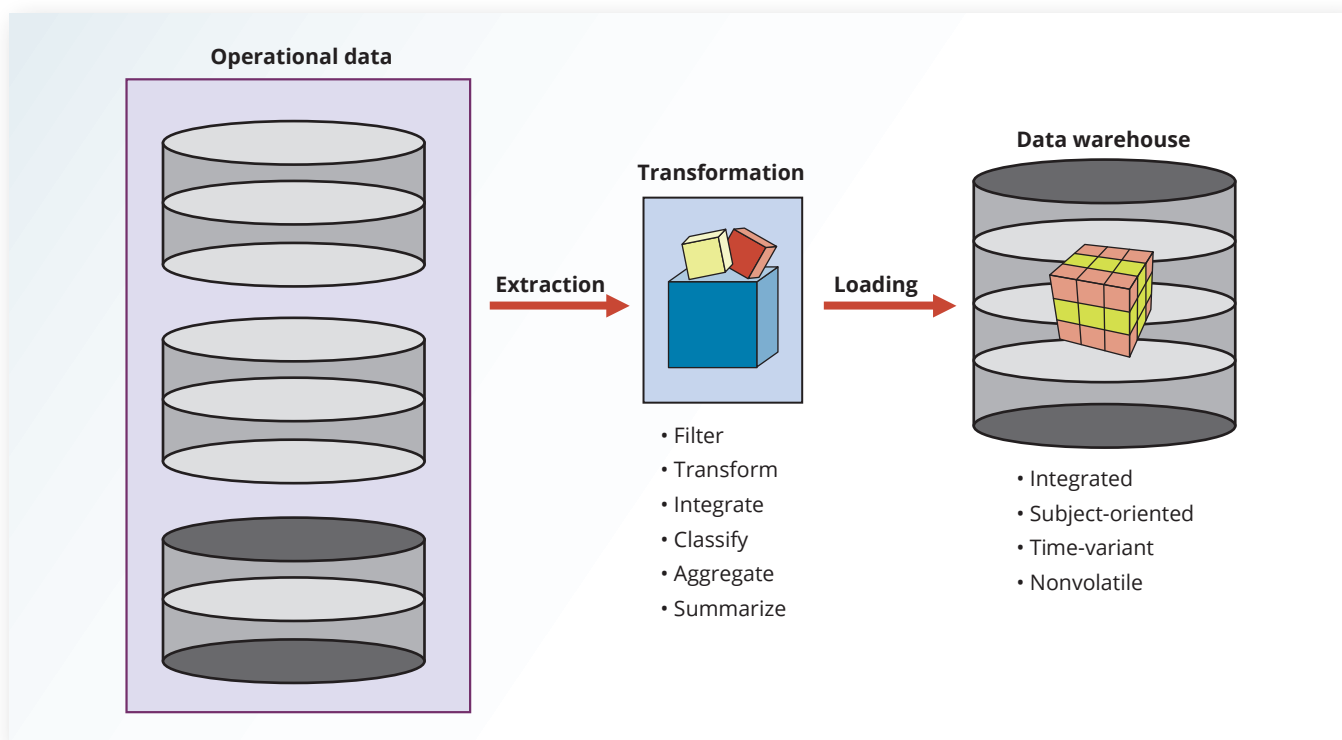 Operational data
Extraction
Transformation
• Filter
• Transform
• Integrate
• Classify
• Aggregate
• Summarize
Loading
Data warehouse
• Integrated
• Subject-oriented
• Time-variant
• Nonvolatile